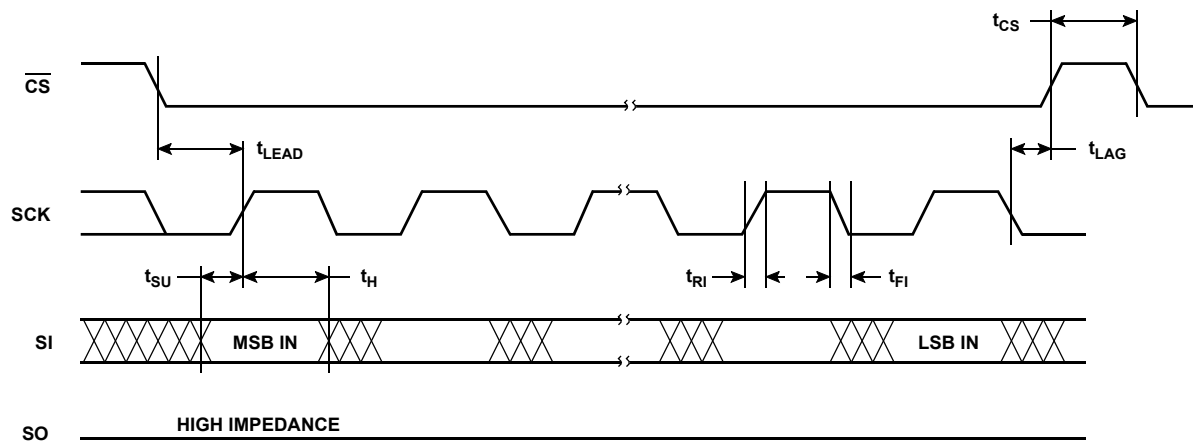 tCS
CS
tLEAD
tLAG
SCK
tSU
tH
tRI
tFI
SI
MSB IN
LSB IN
HIGH IMPEDANCE
SO